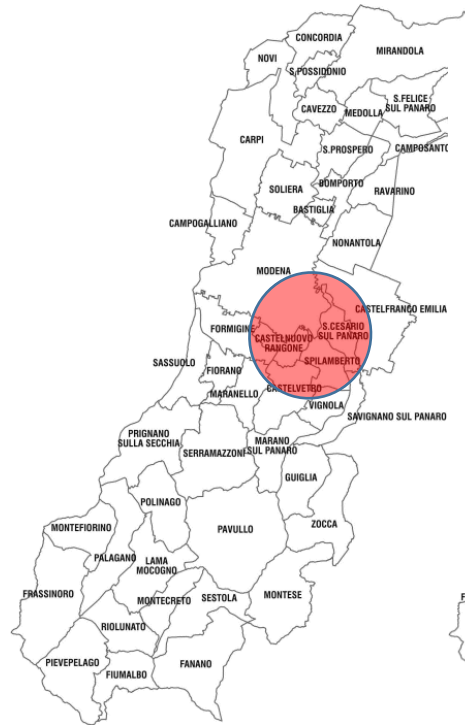 CONCORDIA
MIRANDOLA
NOVI
S.POSSIDONIO
S.FELICE
SUL PANARO
CAVEZZO
MEDOLLA
CARPI
S.PROSPERO
CAMPOSANTO
BOMPORTO
SOLIERA
RAVARINO
BASTIGLIA
CAMPOGALLIANO
NONANTOLA
MODENA
CASTELFRANCO EMILIA
FORMIGINE
S.CESARIO
SUL PANARO
CASTELNUOVO
RANGONE
SASSUOLO
SPILAMBERTO
FIORANO
CASTELVETRO
MARANELLO
VIGNOLA
SAVIGNANO SUL PANARO
PRIGNANO
SULLA SECCHIA
MARANO
SUL PANARO
SERRAMAZZONI
GUIGLIA
POLINAGO
MONTEFIORINO
PAVULLO
ZOCCA
PALAGANO
LAMA
MOCOGNO
FRASSINORO
MONTECRETO
SESTOLA
MONTESE
RIOLUNATO
PIEVEPELAGO
FIUMALBO
FANANO